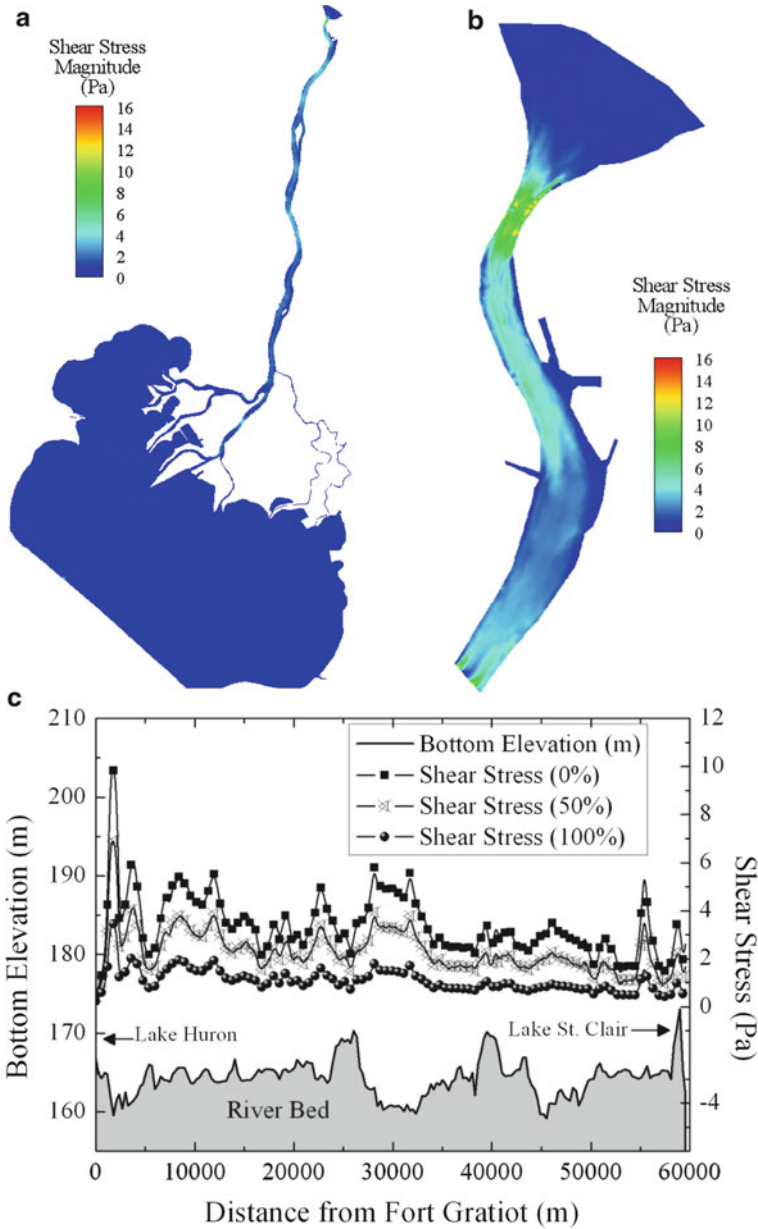 a
Shear Stress
Magnitude
(Pa)
16
14
12
10
8
6
4
2
0
b
Shear Stress
Magnitude
(Pa)
16
14
12
10
8
6
4
2
0
c
210
200
190
180
170
160
Bottom Elevation (m)
Bottom Elevation (m)
Shear Stress (0%)
Shear Stress (50%)
Shear Stress (100%)
12
10
8
6
4
2
0
-4
Shear Stress (Pa)
Lake Huron
Lake St. Clair
River Bed
0
10000
20000
30000
40000
50000
60000
Distance from Fort Gratiot (m)